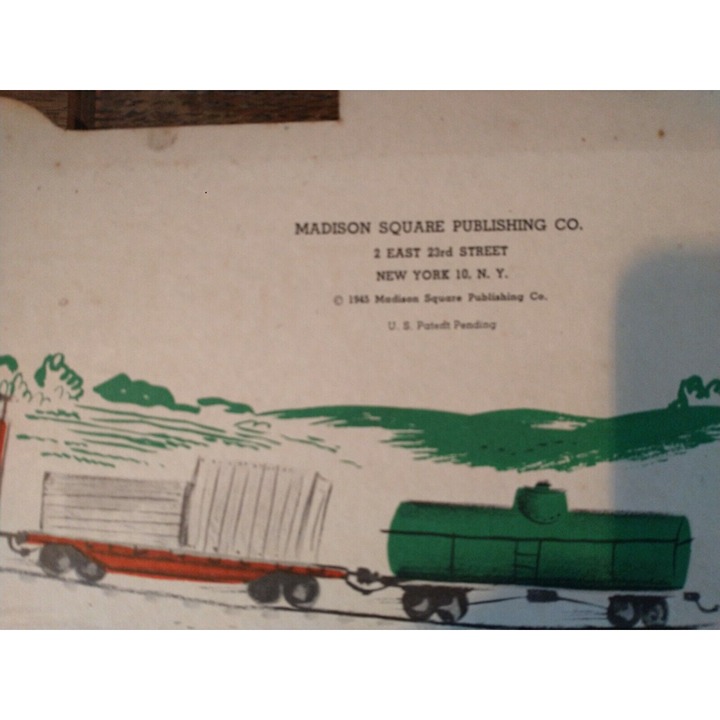 MADISON SQUARE PUBLISHING CO.
2 EAST 23rd STREET
NEW YORK 10, N. Y.
© 1945 Madison Square Publishing Co.
U. S. Patent Pending